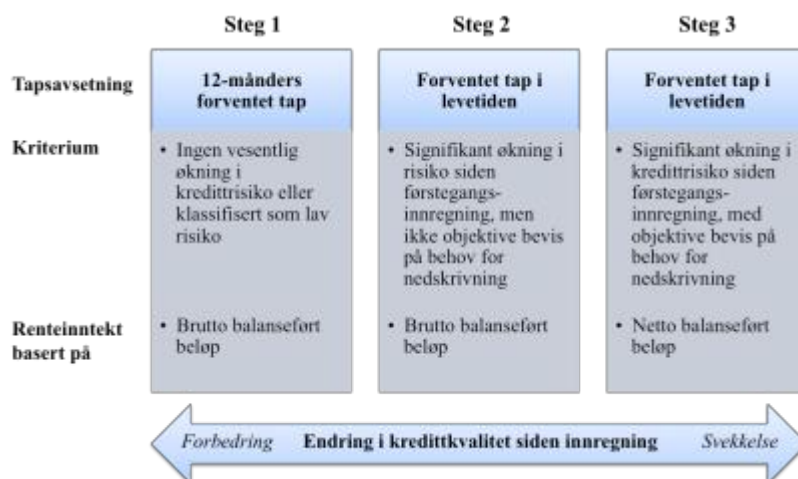 Steg 1
Steg 2
Steg 3
Tapsavsetning
12-månders
forventet tap
Forventet tap i
levetiden
Forventet tap i
levetiden
Kriterium
• Ingen vesentlig
økning i
kredittrisiko eller
klassifisert som lav
risiko
• Signifikant økning i
risiko siden
førstegangs-
innregning, men
ikke objektive bevis
på behov for
nedskrivning
• Signifikant økning i
kredittrisiko siden
førstegangs-
innregning, med
objektive bevis på
behov for
nedskrivning
Renteinntekt
basert på
• Brutto balanseført
beløp
• Brutto balanseført
beløp
• Netto balanseført
beløp
Forbedring Endring i kredittkvalitet siden innregning Svekkelse